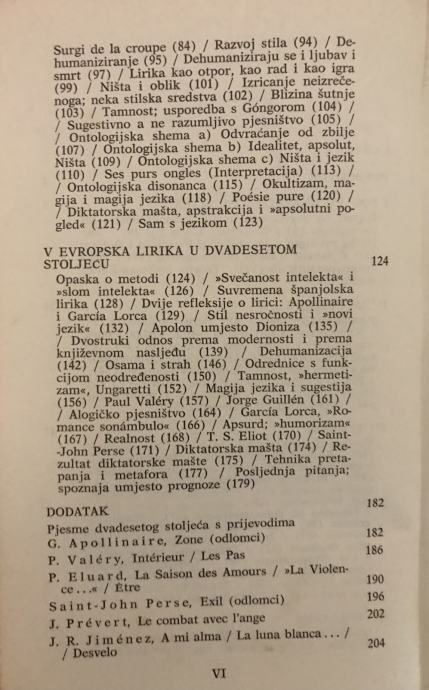 Surgi de la croupe (84) / Razvoj stila (94) / De-
humaniziranje (95) / Dehumaniziraju se i ljubav i
smrt (97) / Lirika kao otpor, kao rad i kao igra
(99) / Ništa i oblik (101) / Izricanje neizreče-
noga; neka stilska sredstva (102) / Blizina šutnje
(103) / Tamnost; usporedba s Góngorom (104) /
/ Sugestivno a ne razumljivo pjesništvo (105) /
/ Ontologijska shema a) Odvraćanje od zbilje
(107) / Ontologijska shema b) Idealitet, apsolut,
Ništa (109) / Ontologijska shema c) Ništa i jezik
(110) / Ses purs ongles (Interpretacija) (113) /
/ Ontologijska disonanca (115) / Okultizam, ma-
gija i magija jezika (118) / Poésie pure (120) /
/ Diktatorska mašta, apstrakcija i »apsolutni po-
gled« (121) / Sam s jezikom (123)
V EVROPSKA LIRIKA U DVADESETOM
STOLJEĆU 124
Opaska o metodi (124) / »Svečanost intelekta« i
»slom intelekta« (126) / Suvremena španjolska
lirika (128) / Dvije refleksije o lirici: Apollinaire
i García Lorca (129) / Stil nesročnosti i »novi
jezik« (132) / Apolon umjesto Dioniza (135) /
/ Dvostruki odnos prema modernosti i prema
književnom nasljeđu (139) / Dehumanizacija
(142) / Osama i strah (146) / Odrednice s funk-
cijom neodređenosti (150) / Tamnost, »hermeti-
zam«, Ungaretti (152) / Magija jezika i sugestija
(156) / Paul Valéry (157) / Jorge Guillén (161) /
/ Alogičko pjesništvo (164) / García Lorca, »Ro-
mance sonámbulo« (166) / Apsurd; »humorizam«
(167) / Realnost (168) / T. S. Eliot (170) / Saint-
-John Perse (171) / Diktatorska mašta (174) / Re-
zultat diktatorske mašte (175) / Tehnika preta-
panja i metafora (177) / Posljednja pitanja;
spoznaja umjesto prognoze (179)
DODATAK 182
Pjesme dvadesetog stoljeća s prijevodima
G. Apollinaire, Zone (odlomci) 182
P. Valéry, Intérieur / Les Pas 186
P. Eluard, La Saison des Amours / »La Violen-
ce...« / Être 190
Saint-John Perse, Exil (odlomci) 196
J. Prévert, Le combat avec l'ange 202
J. R. Jiménez, A mi alma / La luna blanca... /
/ Desvelo 204
VI